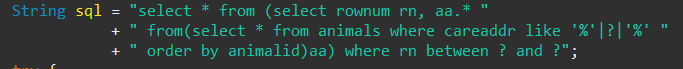 String sql = "select * from (select rownum rn, aa.* "
+ " from(select * from animals where careaddr like '%'|?|'%' "
+ " order by animalid)aa) where rn between ? and ?";